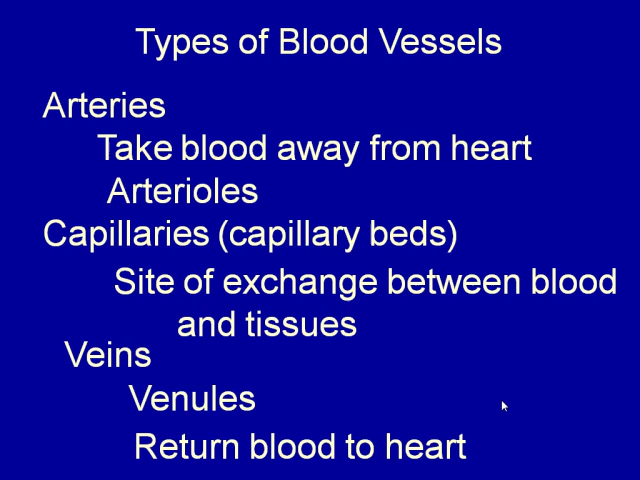 Types of Blood Vessels
Arteries
Take blood away from heart
Arterioles
Capillaries (capillary beds)
Site of exchange between blood
and tissues
Veins
Venules
Return blood to heart